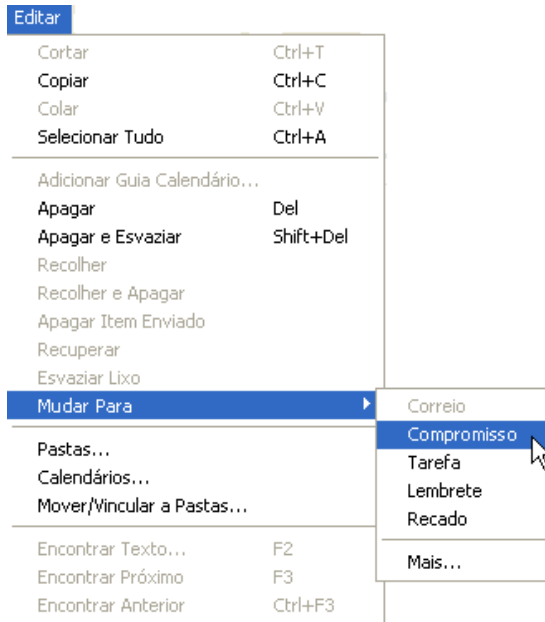 Editar
Cortar Ctrl+T
Copiar Ctrl+C
Colar Ctrl+V
Selecionar Tudo Ctrl+A
Adicionar Guia Calendário...
Apagar Del
Apagar e Esvaziar Shift+Del
Recolher
Recolher e Apagar
Apagar Item Enviado
Recuperar
Esvaziar Lixo
Mudar Para
Correio
Compromisso
Tarefa
Lembrete
Recado
Mais...
Pastas...
Calendários...
Mover/Vincular a Pastas...
Encontrar Texto... F2
Encontrar Próximo F3
Encontrar Anterior Ctrl+F3